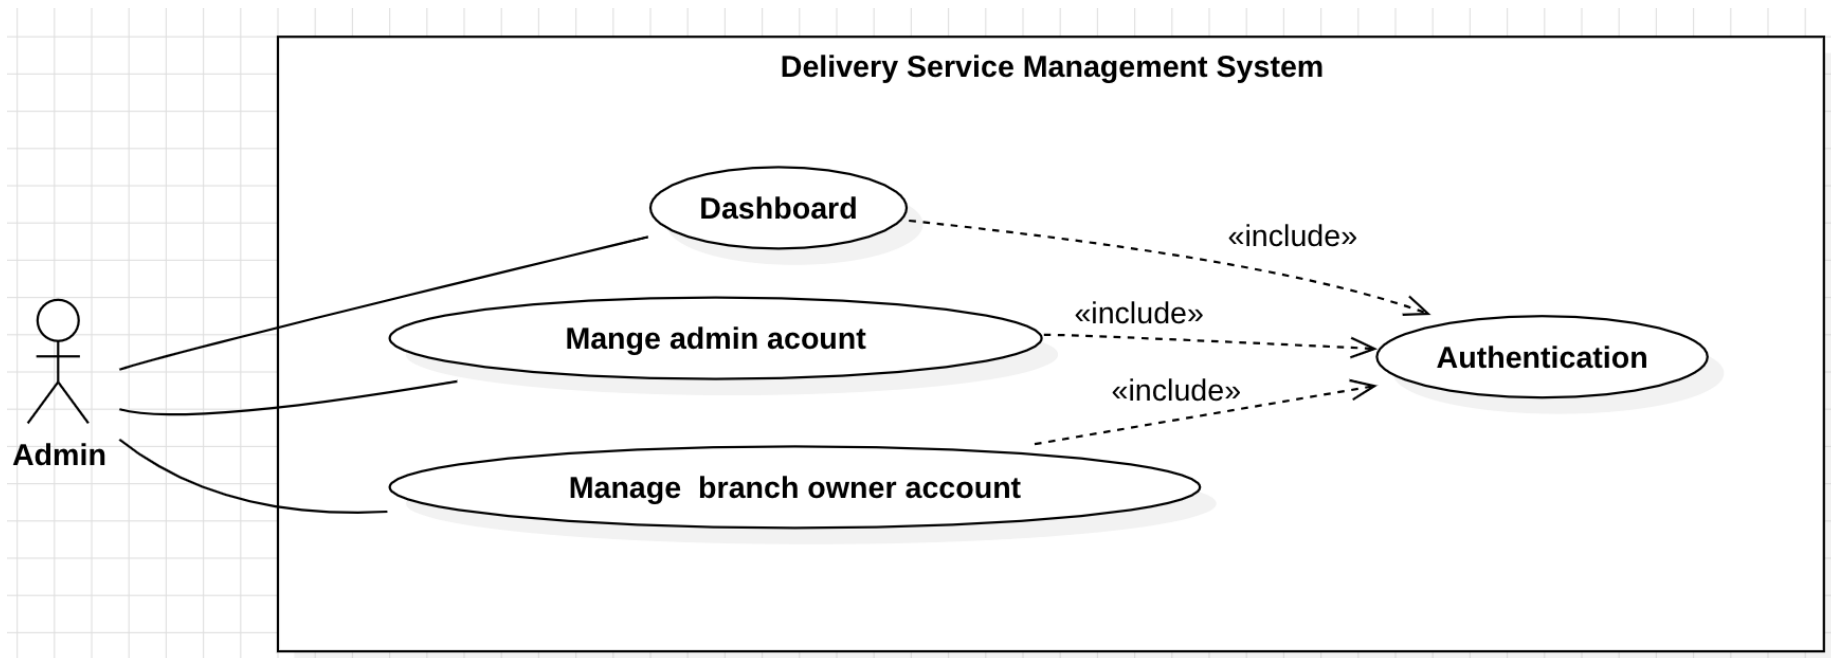 Delivery Service Management System
Dashboard
«include»
«include»
Mange admin acount
Authentication
«include»
Admin
Manage  branch owner account